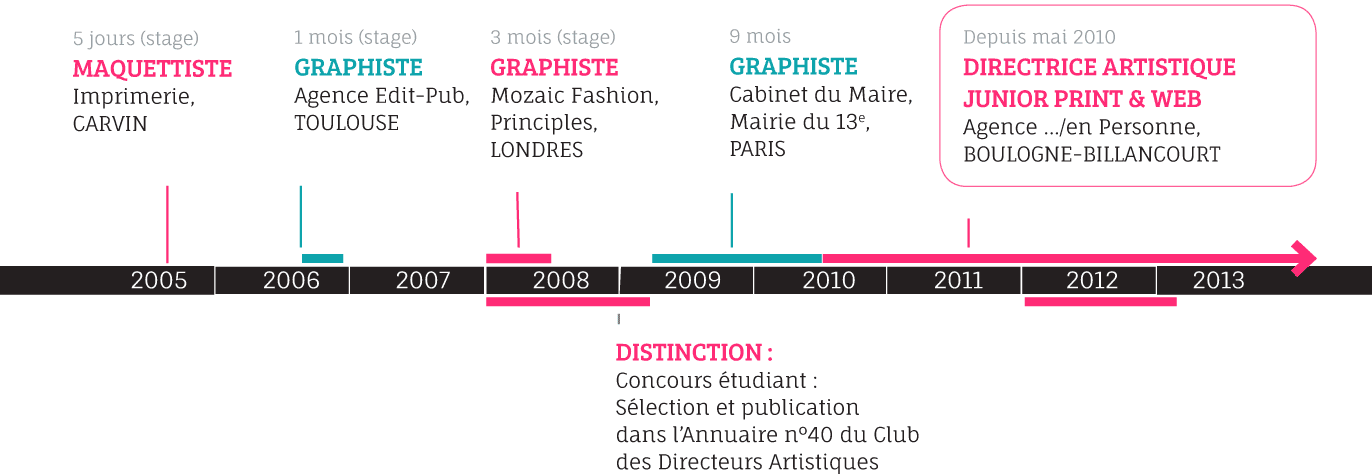 5 jours (stage)
MAQUETTISTE
Imprimerie,
CARVIN
1 mois (stage)
GRAPHISTE
Agence Edit-Pub,
TOULOUSE
3 mois (stage)
GRAPHISTE
Mozaic Fashion,
Principles,
LONDRES
9 mois
GRAPHISTE
Cabinet du Maire,
Mairie du 13e,
PARIS
Depuis mai 2010
DIRECTRICE ARTISTIQUE
JUNIOR PRINT & WEB
Agence .../en Personne,
BOULOGNE-BILLANCOURT
2005 2006 2007 2008 2009 2010 2011 2012 2013
DISTINCTION :
Concours étudiant :
Sélection et publication
dans l'Annuaire nº40 du Club
des Directeurs Artistiques